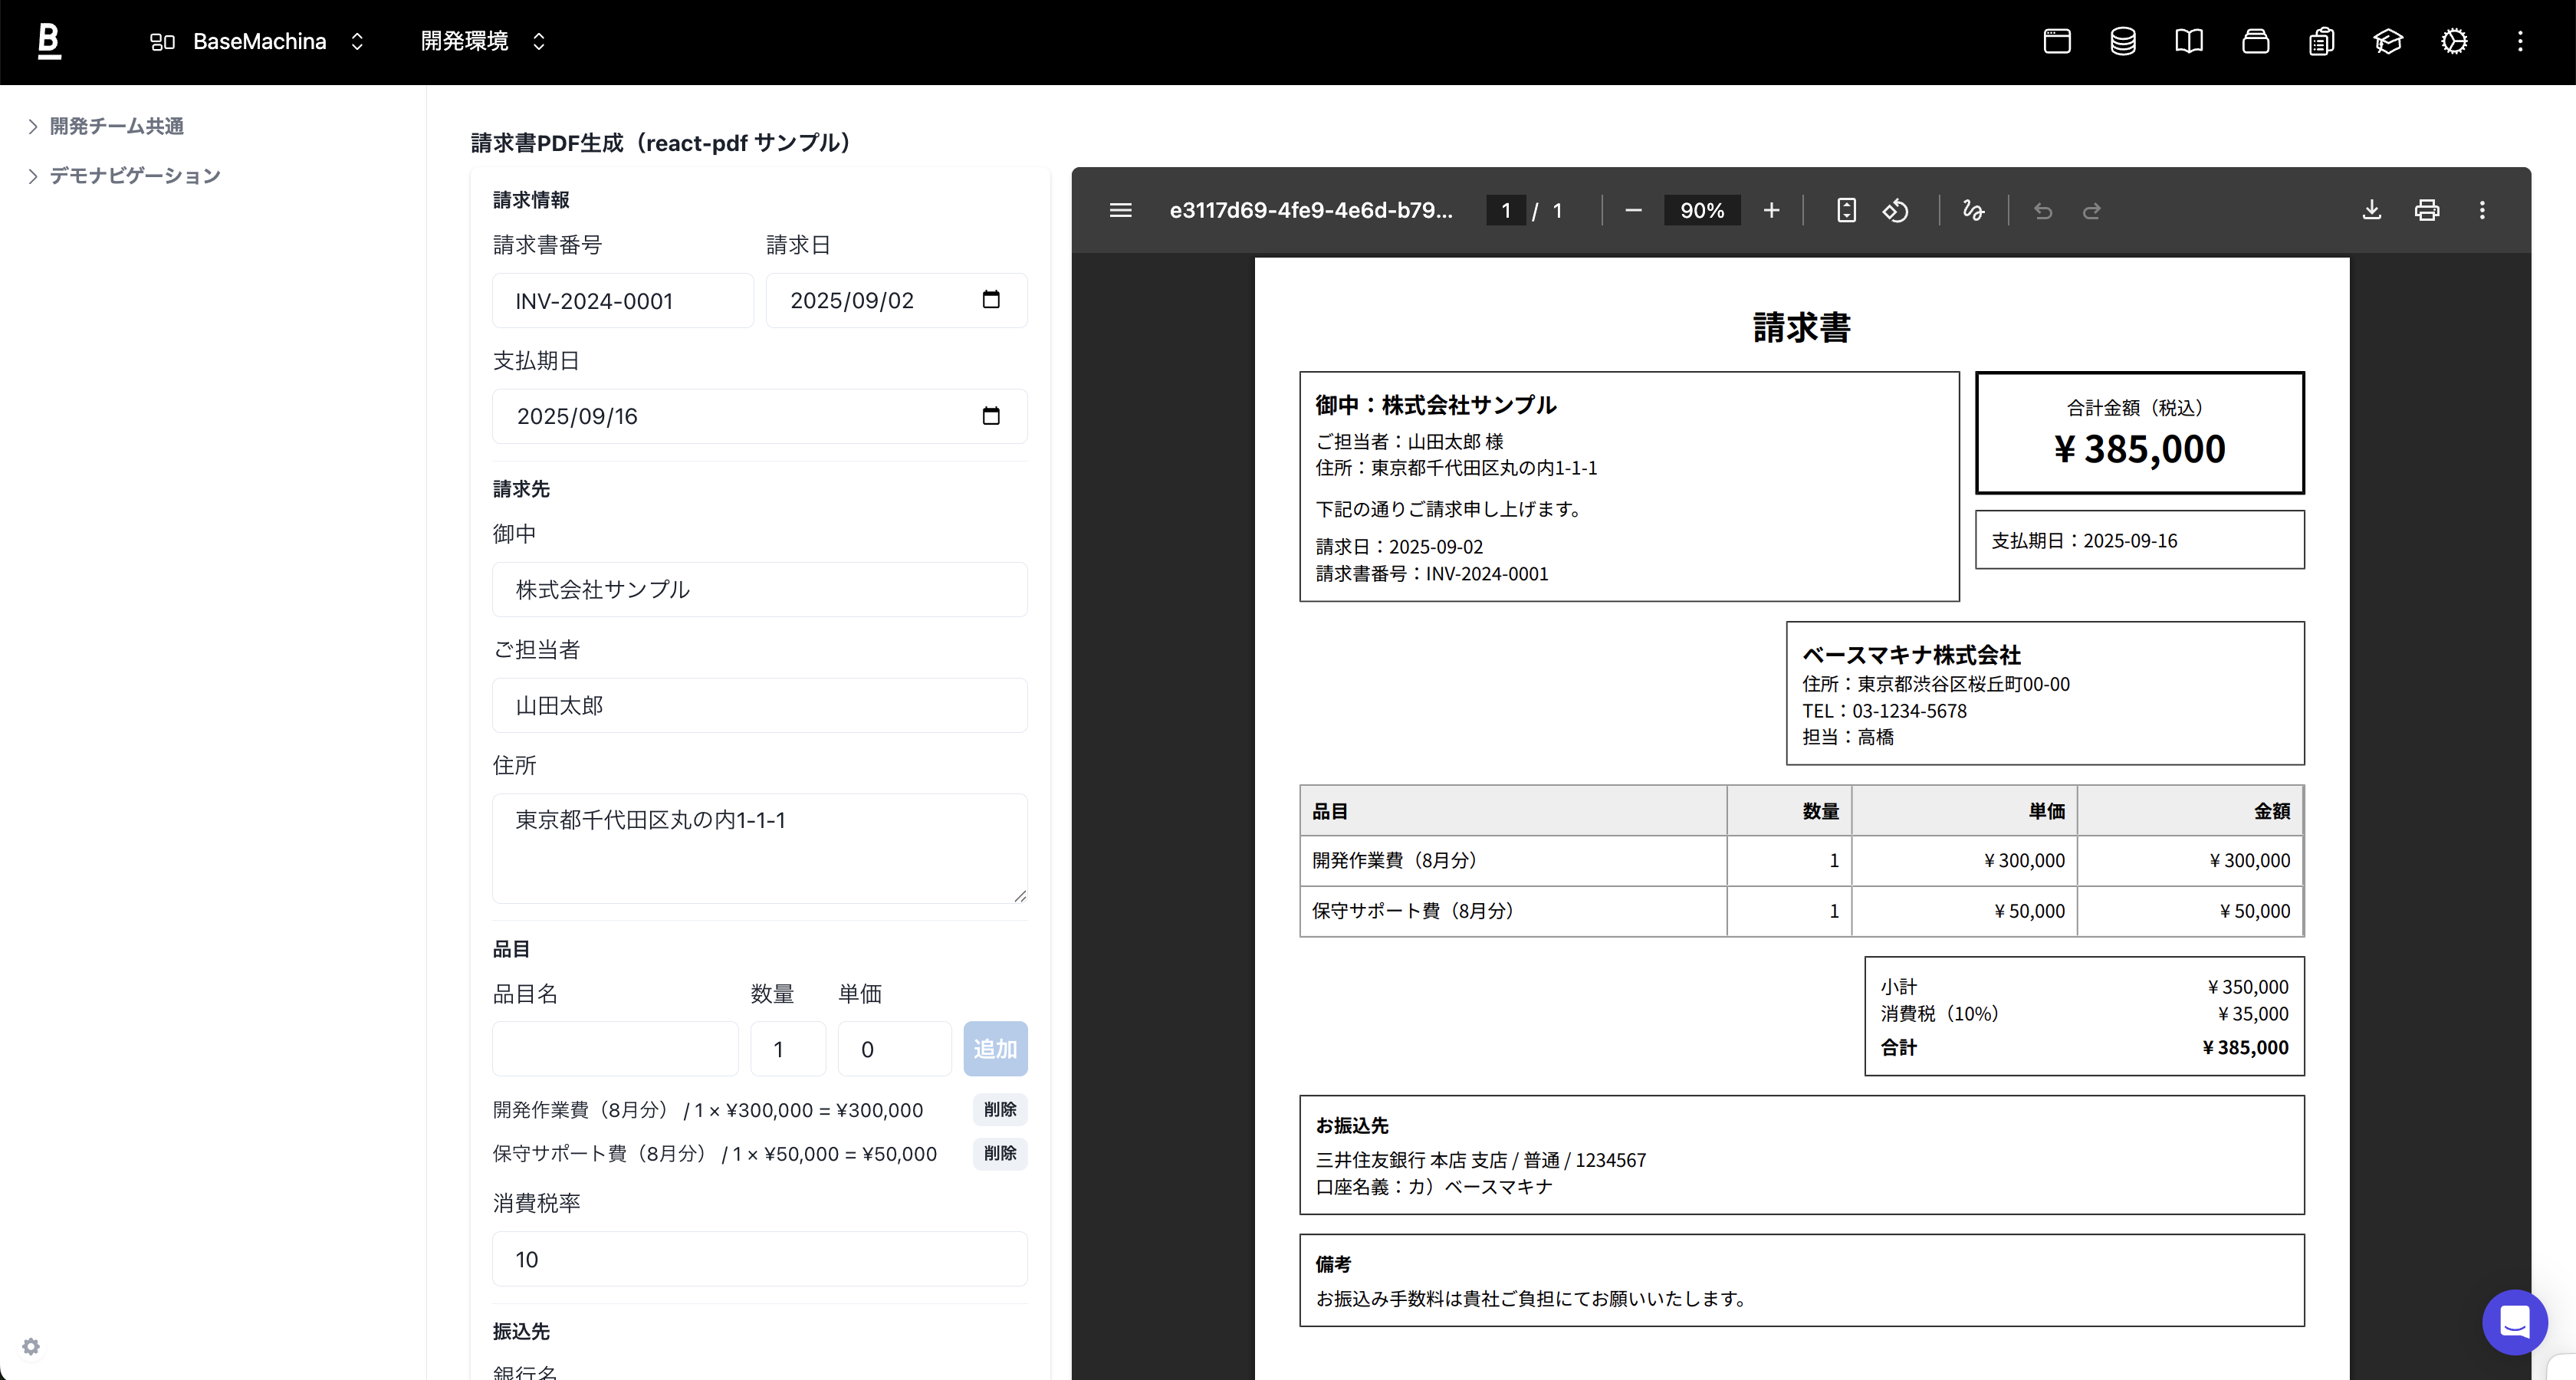 B
BaseMachina
開発環境
開発チーム共通
デモナビゲーション
請求書PDF生成（react-pdf サンプル）
請求情報
請求書番号
請求日
INV-2024-0001
2025/09/02
支払期日
2025/09/16
請求先
御中
株式会社サンプル
ご担当者
山田太郎
住所
東京都千代田区丸の内1-1-1
品目
品目名
数量
単価
1
0
追加
開発作業費（8月分） / 1 × ¥300,000 = ¥300,000
削除
保守サポート費（8月分） / 1 × ¥50,000 = ¥50,000
削除
消費税率
10
振込先
銀行名
e3117d69-4fe9-4e6d-b79...
1 / 1
90%
請求書
御中：株式会社サンプル
ご担当者：山田太郎 様
住所：東京都千代田区丸の内1-1-1
下記の通りご請求申し上げます。
請求日：2025-09-02
請求書番号：INV-2024-0001
合計金額（税込）
¥ 385,000
支払期日：2025-09-16
ベースマキナ株式会社
住所：東京都渋谷区桜丘町00-00
TEL：03-1234-5678
担当：高橋
品目 数量 単価 金額
開発作業費（8月分） 1 ¥ 300,000 ¥ 300,000
保守サポート費（8月分） 1 ¥ 50,000 ¥ 50,000
小計 ¥ 350,000
消費税（10%） ¥ 35,000
合計 ¥ 385,000
お振込先
三井住友銀行 本店 支店 / 普通 / 1234567
口座名義：カ）ベースマキナ
備考
お振込み手数料は貴社ご負担にてお願いいたします。